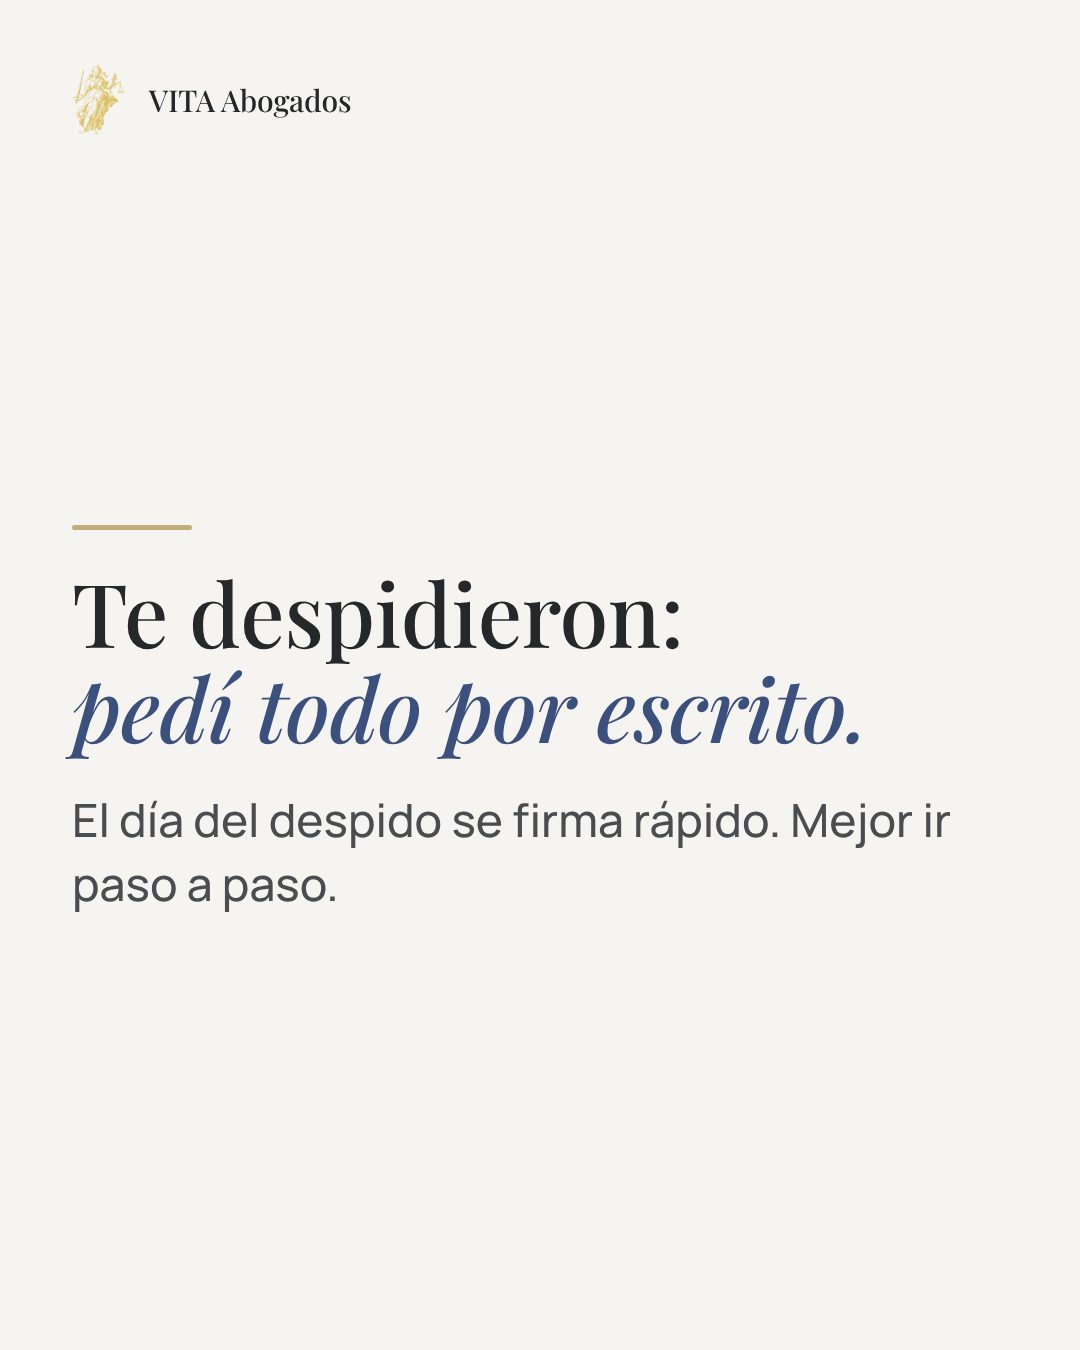 VITA Abogados
Te despidieron:
pedí todo por escrito.
El día del despido se firma rápido. Mejor ir
paso a paso.